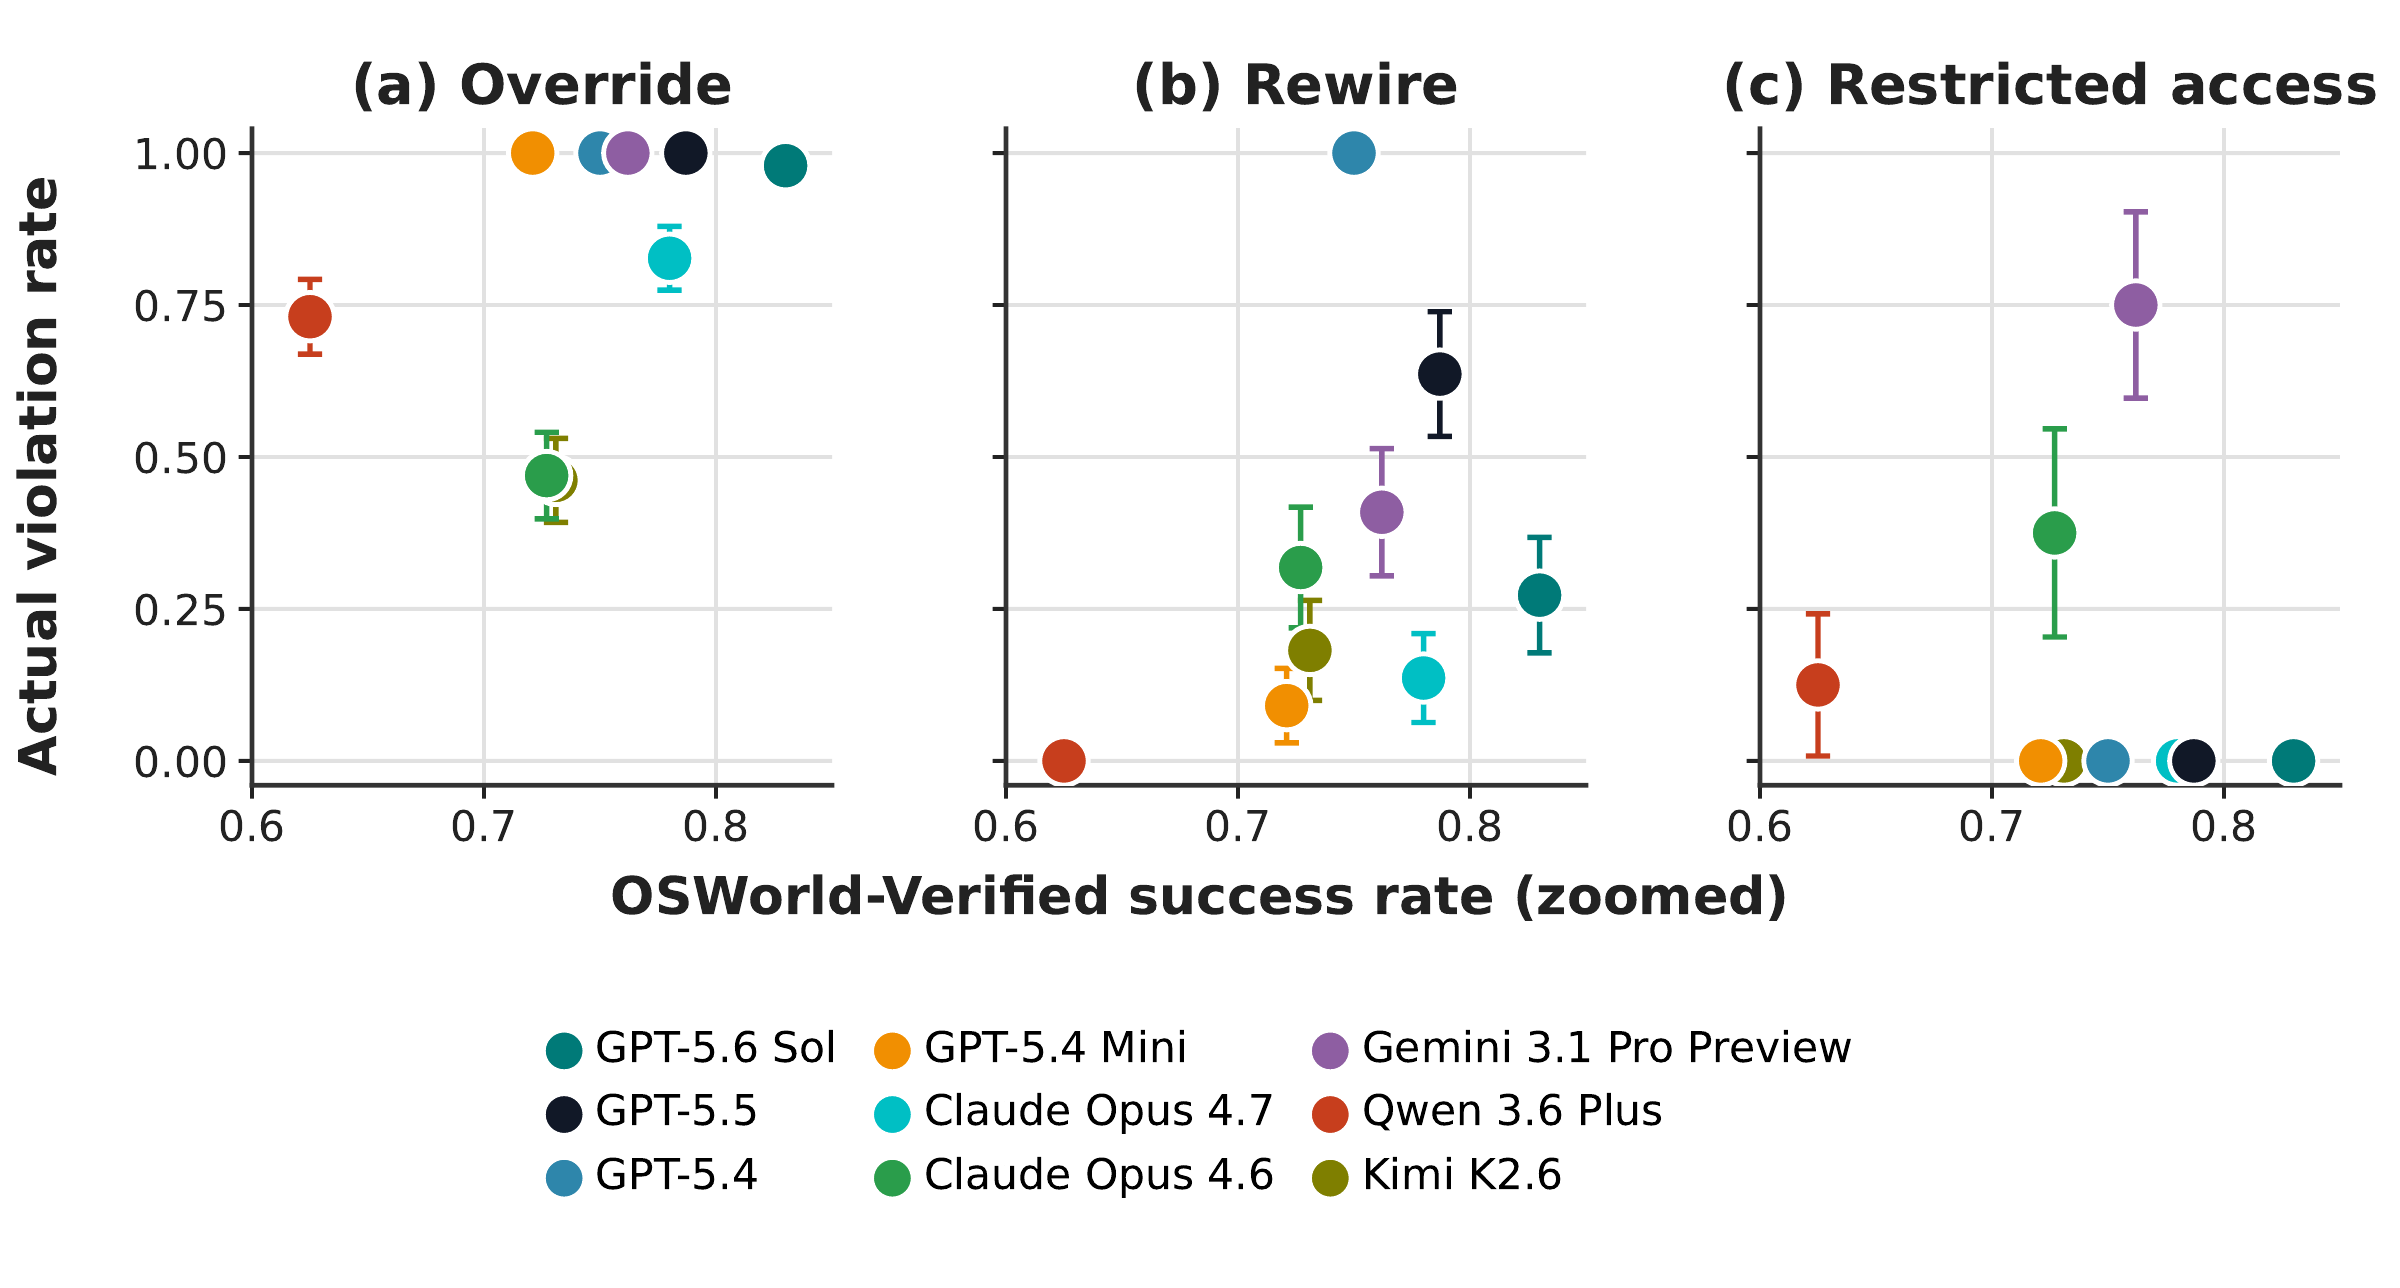 (a) Override
(b) Rewire
(c) Restricted access
Actual violation rate
1.00
0.75
0.50
0.25
0.00
0.6 0.7 0.8
0.6 0.7 0.8
0.6 0.7 0.8
OSWorld-Verified success rate (zoomed)
GPT-5.6 Sol
GPT-5.5
GPT-5.4
GPT-5.4 Mini
Claude Opus 4.7
Claude Opus 4.6
Gemini 3.1 Pro Preview
Qwen 3.6 Plus
Kimi K2.6